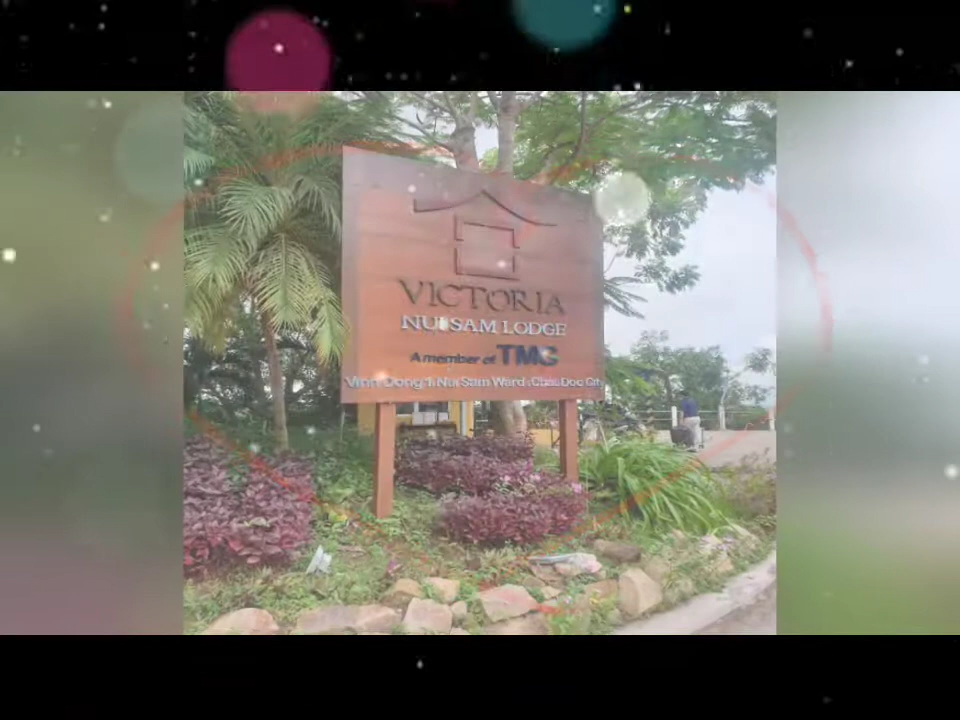 VICTORIA
NUI SAM LODGE
A member of TMG
Vinh Dong 1, Nui Sam Ward, Chau Doc City